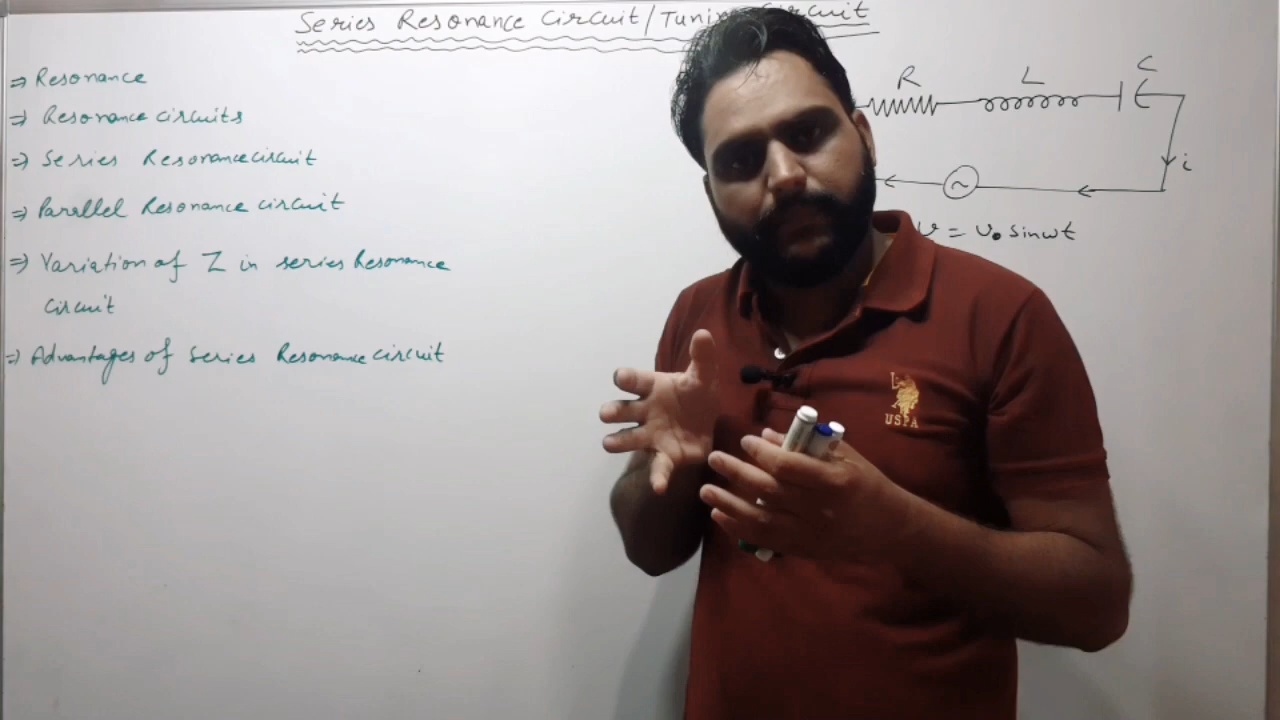 Series Resonance Circuit/Tuning Circuit
⇒ Resonance
⇒ Resonance circuits
⇒ Series Resonance circuit
⇒ Parallel Resonance circuit
⇒ Variation of Z in series Resonance
circuit
⇒ Advantages of series Resonance circuit
R L C
i
~
v = v₀ sinωt
USPA